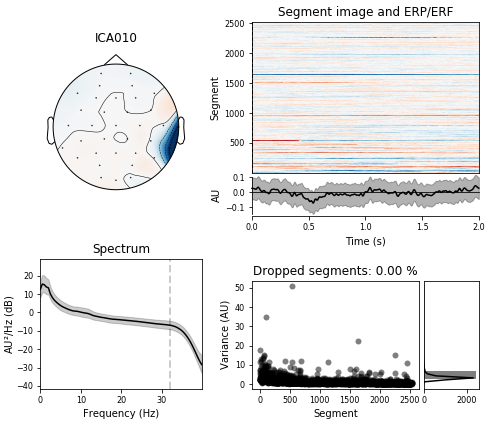 ICA010
Segment image and ERP/ERF
2500
2000
1500
1000
500
Segment
0.1
0.0
−0.1
AU
0.0 0.5 1.0 1.5 2.0
Time (s)
Spectrum
20
10
0
−10
−20
−30
−40
AU²/Hz (dB)
0 10 20 30
Frequency (Hz)
Dropped segments: 0.00 %
50
40
30
20
10
0
Variance (AU)
0 500 1000 1500 2000 2500
Segment
0 2000